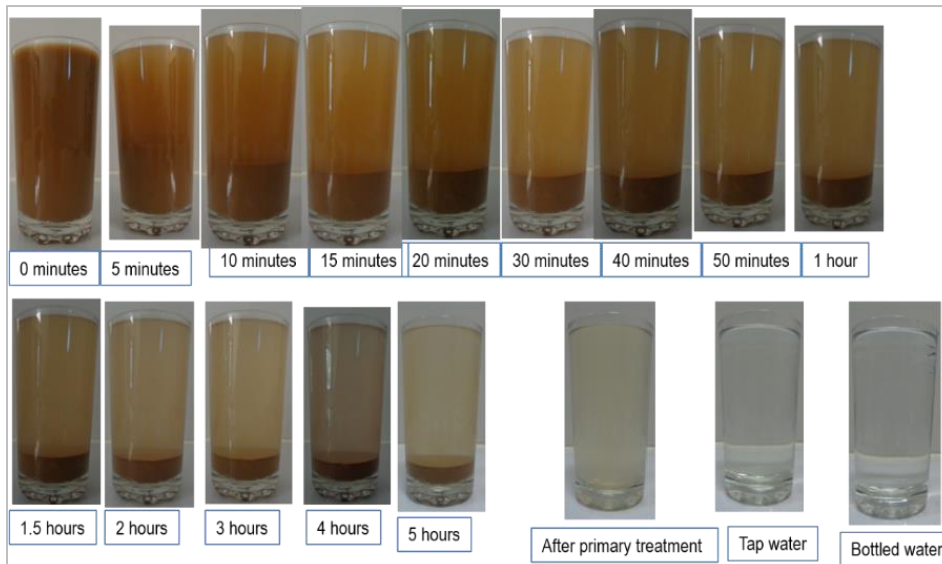 0 minutes
5 minutes
10 minutes
15 minutes
20 minutes
30 minutes
40 minutes
50 minutes
1 hour
1.5 hours
2 hours
3 hours
4 hours
5 hours
After primary treatment
Tap water
Bottled water